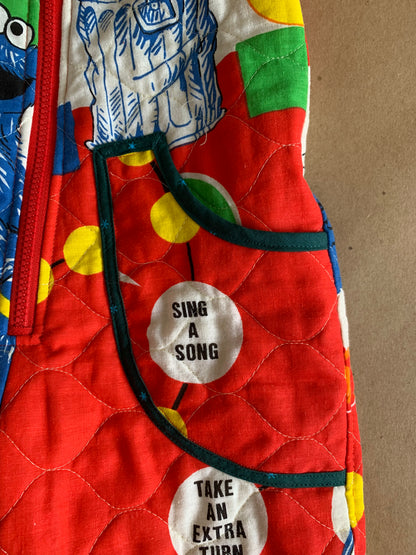 SING
A
SONG
TAKE
AN
EXTRA
TURN